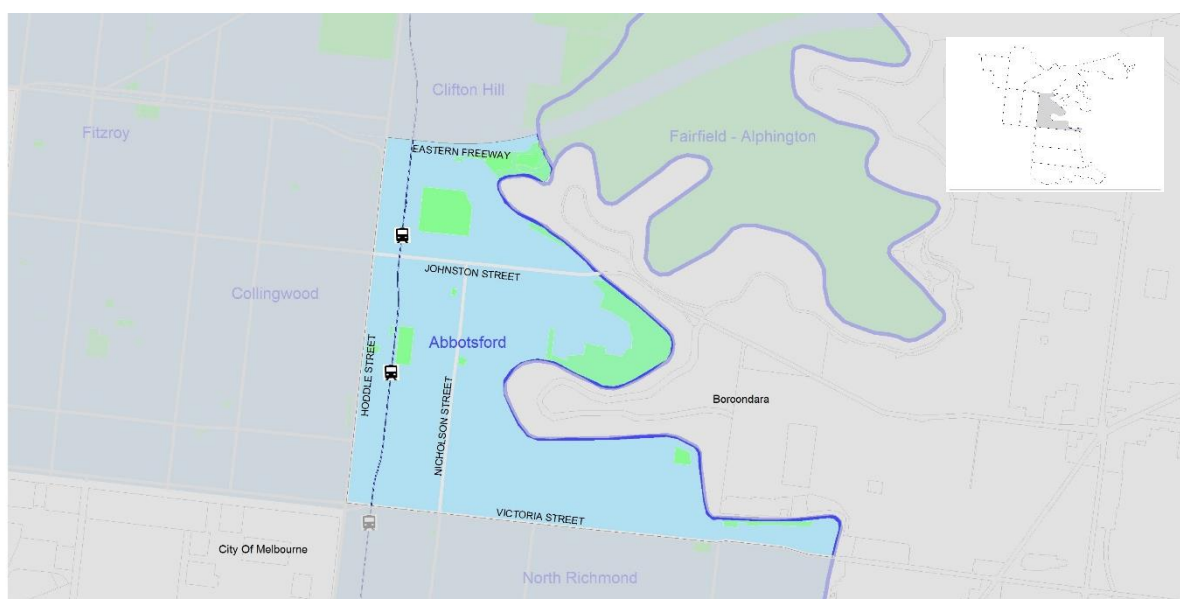 Clifton Hill
Fitzroy
Fairfield - Alphington
EASTERN FREEWAY
JOHNSTON STREET
Collingwood
Abbotsford
HODDLE STREET
NICHOLSON STREET
Boroondara
VICTORIA STREET
City Of Melbourne
North Richmond